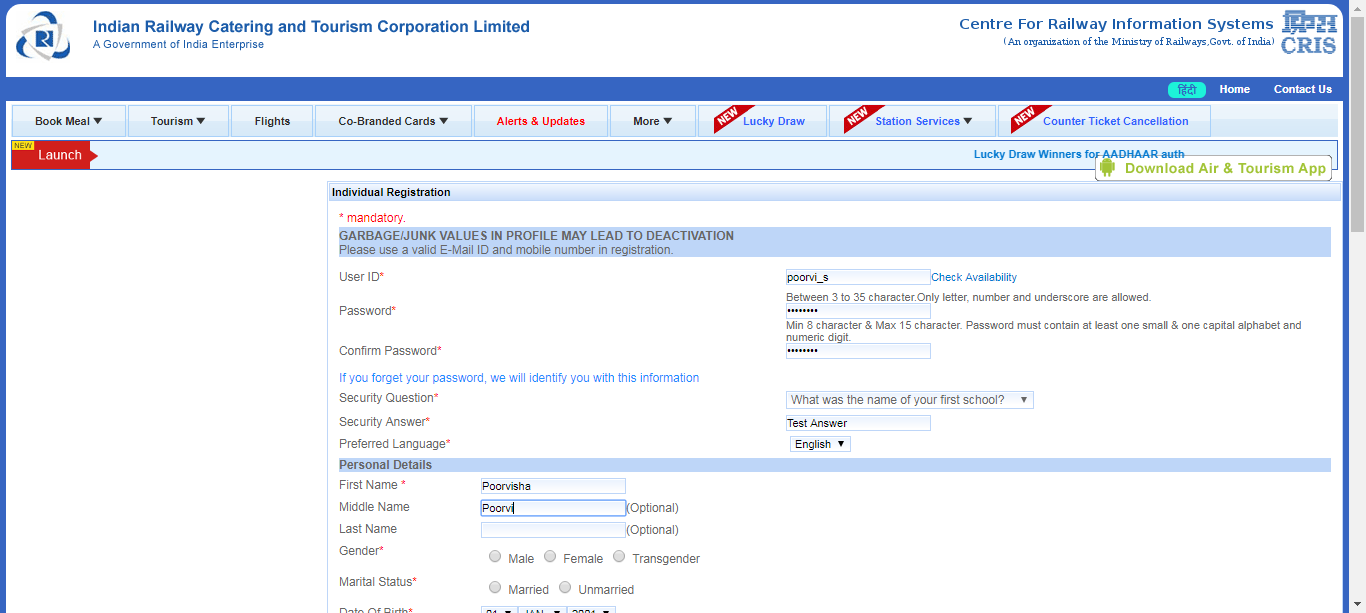 Indian Railway Catering and Tourism Corporation Limited
A Government of India Enterprise
Centre For Railway Information Systems
(An organization of the Ministry of Railways,Govt. of India)
क्रिस
CRIS
हिंदी Home Contact Us
Book Meal Tourism Flights Co-Branded Cards Alerts & Updates More NEW Lucky Draw NEW Station Services NEW Counter Ticket Cancellation
NEW
Launch
Lucky Draw Winners for AADHAAR auth
Download Air & Tourism App
Individual Registration
* mandatory.
GARBAGE/JUNK VALUES IN PROFILE MAY LEAD TO DEACTIVATION
Please use a valid E-Mail ID and mobile number in registration.
User ID* poorvi_s Check Availability
Between 3 to 35 character.Only letter, number and underscore are allowed.
Password* ••••••••
Min 8 character & Max 15 character. Password must contain at least one small & one capital alphabet and
numeric digit.
Confirm Password* ••••••••
If you forget your password, we will identify you with this information
Security Question* What was the name of your first school?
Security Answer* Test Answer
Preferred Language* English
Personal Details
First Name * Poorvisha
Middle Name Poorvi (Optional)
Last Name (Optional)
Gender* Male Female Transgender
Marital Status* Married Unmarried
Date Of Birth* 01 JAN 2001